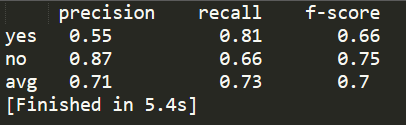 precision recall f-score
yes 0.55 0.81 0.66
no 0.87 0.66 0.75
avg 0.71 0.73 0.7
[Finished in 5.4s]